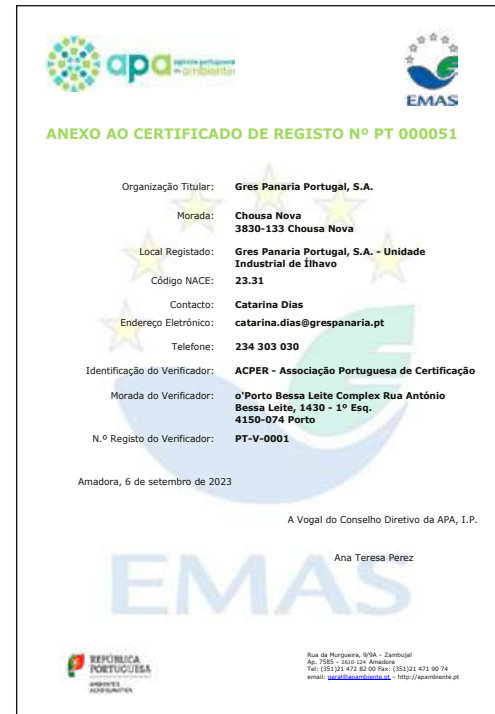 apa agência portuguesa do ambiente
EMAS
ANEXO AO CERTIFICADO DE REGISTO Nº PT 000051
Organização Titular: Gres Panaria Portugal, S.A.
Morada: Chousa Nova
3830-133 Chousa Nova
Local Registado: Gres Panaria Portugal, S.A. - Unidade
Industrial de Ílhavo
Código NACE: 23.31
Contacto: Catarina Dias
Endereço Eletrónico: catarina.dias@grespanaria.pt
Telefone: 234 303 030
Identificação do Verificador: ACPER - Associação Portuguesa de Certificação
Morada do Verificador: o'Porto Bessa Leite Complex Rua António
Bessa Leite, 1430 - 1º Esq.
4150-074 Porto
N.º Registo do Verificador: PT-V-0001
Amadora, 6 de setembro de 2023
A Vogal do Conselho Diretivo da APA, I.P.
Ana Teresa Perez
EMAS
REPÚBLICA
PORTUGUESA
Rua da Murgueira, 9/9A – Zambujal
Ap. 7585 – 2610-124 Amadora
Tel: (351)21 472 82 00 Fax: (351)21 471 90 74
email: geral@apambiente.pt – http://apambiente.pt